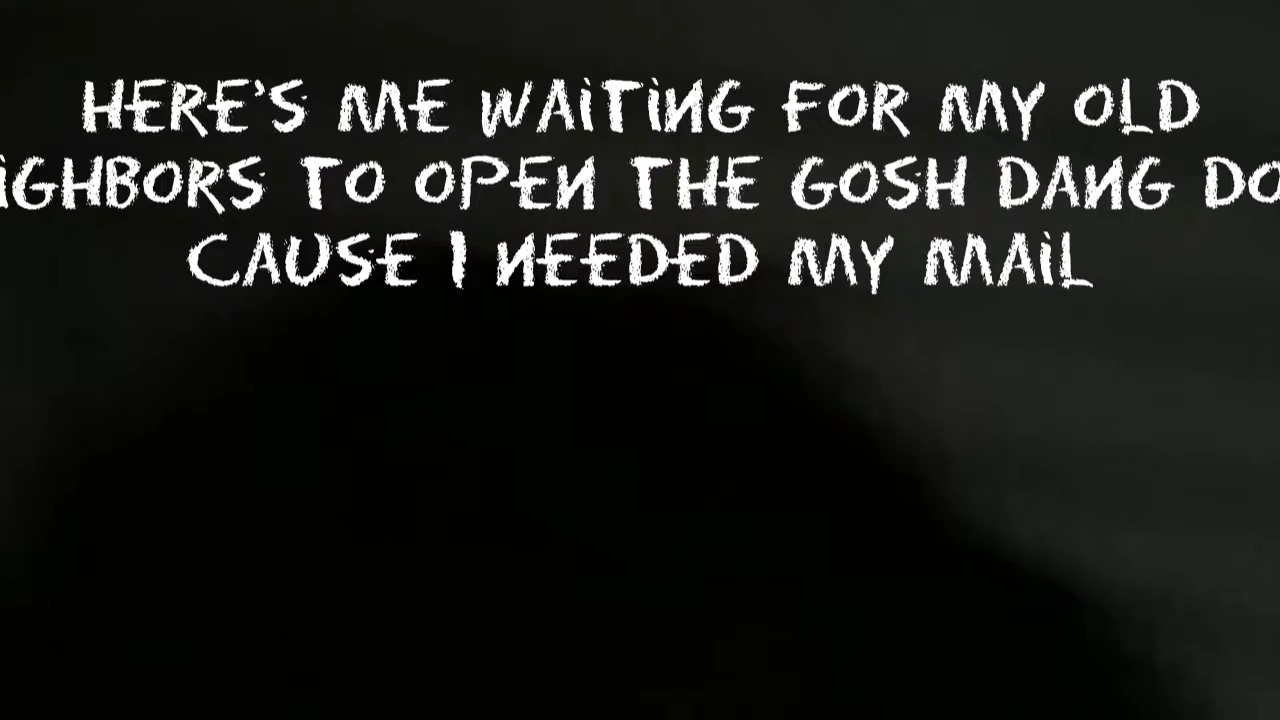 HERE'S ME WAITING FOR MY OLD
IGHBORS TO OPEN THE GOSH DANG DO
CAUSE I NEEDED MY MAIL